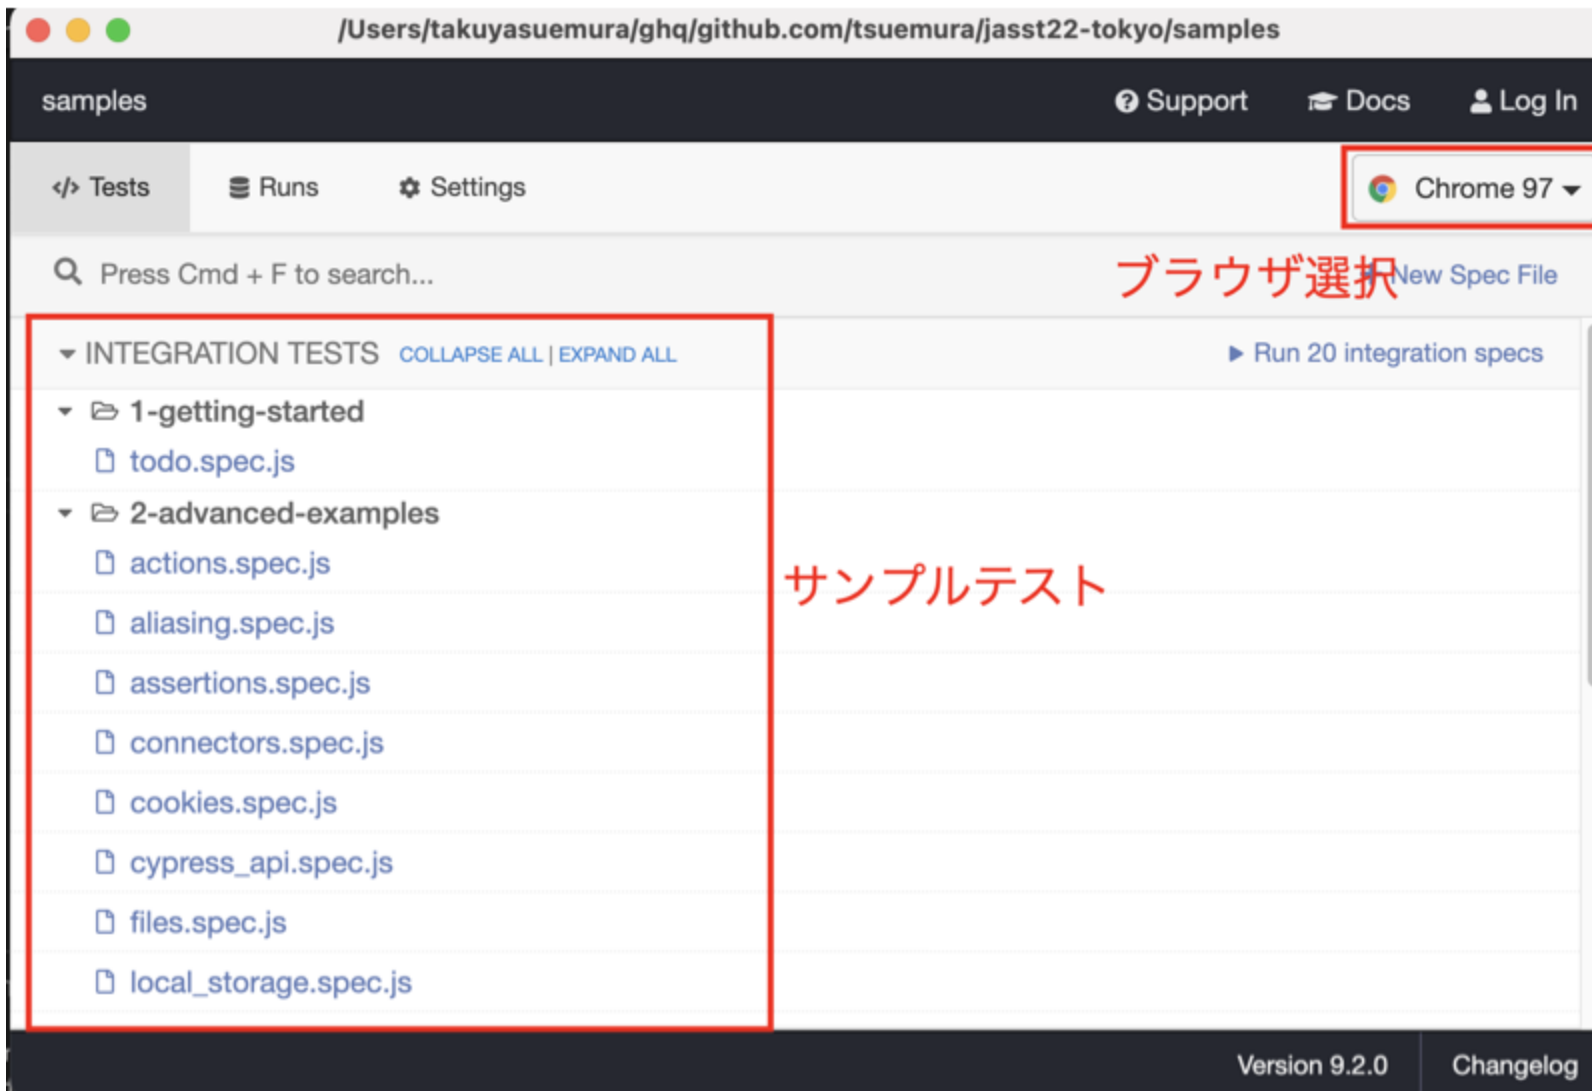 /Users/takuyasuemura/ghq/github.com/tsuemura/jasst22-tokyo/samples
samples
Support
Docs
Log In
</> Tests
Runs
Settings
Chrome 97
Press Cmd + F to search...
ブラウザ選択
New Spec File
INTEGRATION TESTS COLLAPSE ALL | EXPAND ALL
Run 20 integration specs
1-getting-started
todo.spec.js
2-advanced-examples
actions.spec.js
サンプルテスト
aliasing.spec.js
assertions.spec.js
connectors.spec.js
cookies.spec.js
cypress_api.spec.js
files.spec.js
local_storage.spec.js
Version 9.2.0
Changelog